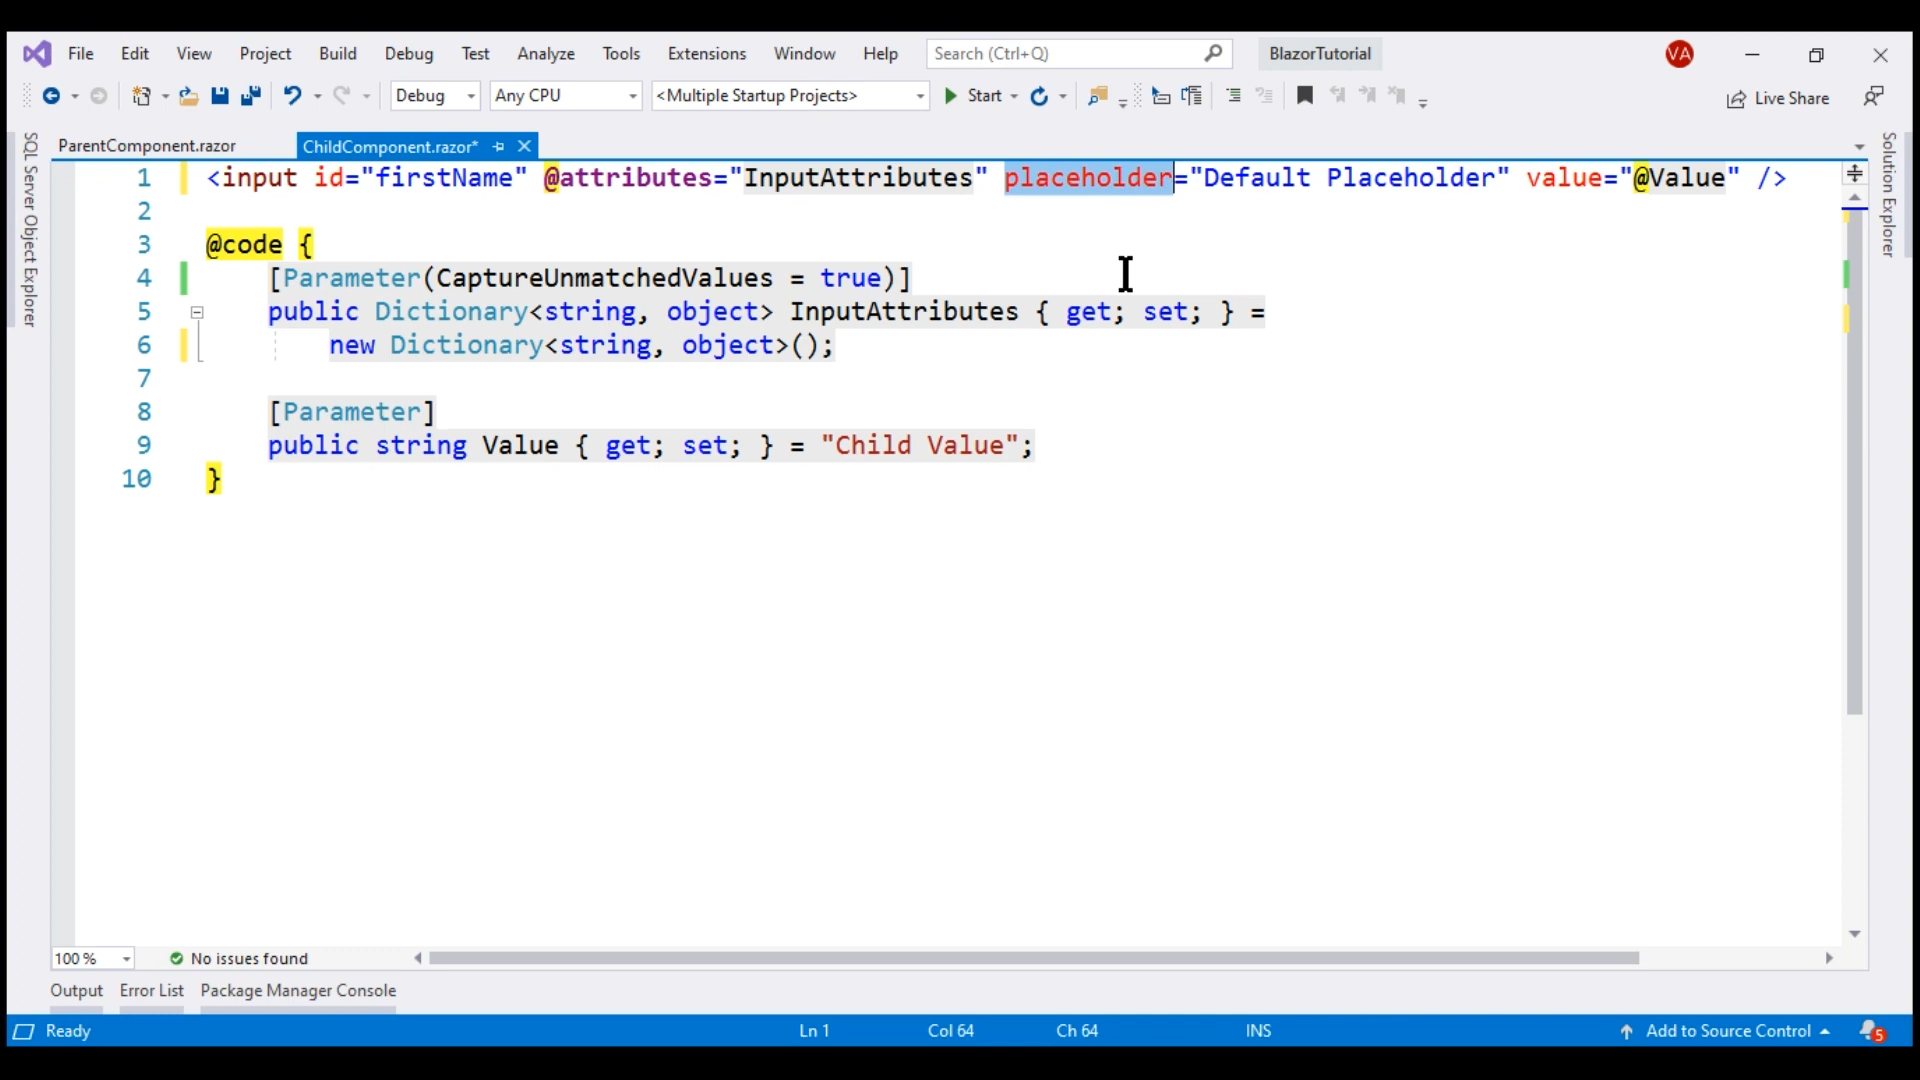 File Edit View Project Build Debug Test Analyze Tools Extensions Window Help Search (Ctrl+Q) BlazorTutorial VA
Debug Any CPU <Multiple Startup Projects> Start Live Share
SQL Server Object Explorer
Solution Explorer
ParentComponent.razor ChildComponent.razor*
1 <input id="firstName" @attributes="InputAttributes" placeholder="Default Placeholder" value="@Value" />
2
3 @code {
4 [Parameter(CaptureUnmatchedValues = true)]
5 public Dictionary<string, object> InputAttributes { get; set; } =
6 new Dictionary<string, object>();
7
8 [Parameter]
9 public string Value { get; set; } = "Child Value";
10 }
100 % No issues found
Output Error List Package Manager Console
Ready Ln 1 Col 64 Ch 64 INS Add to Source Control 5